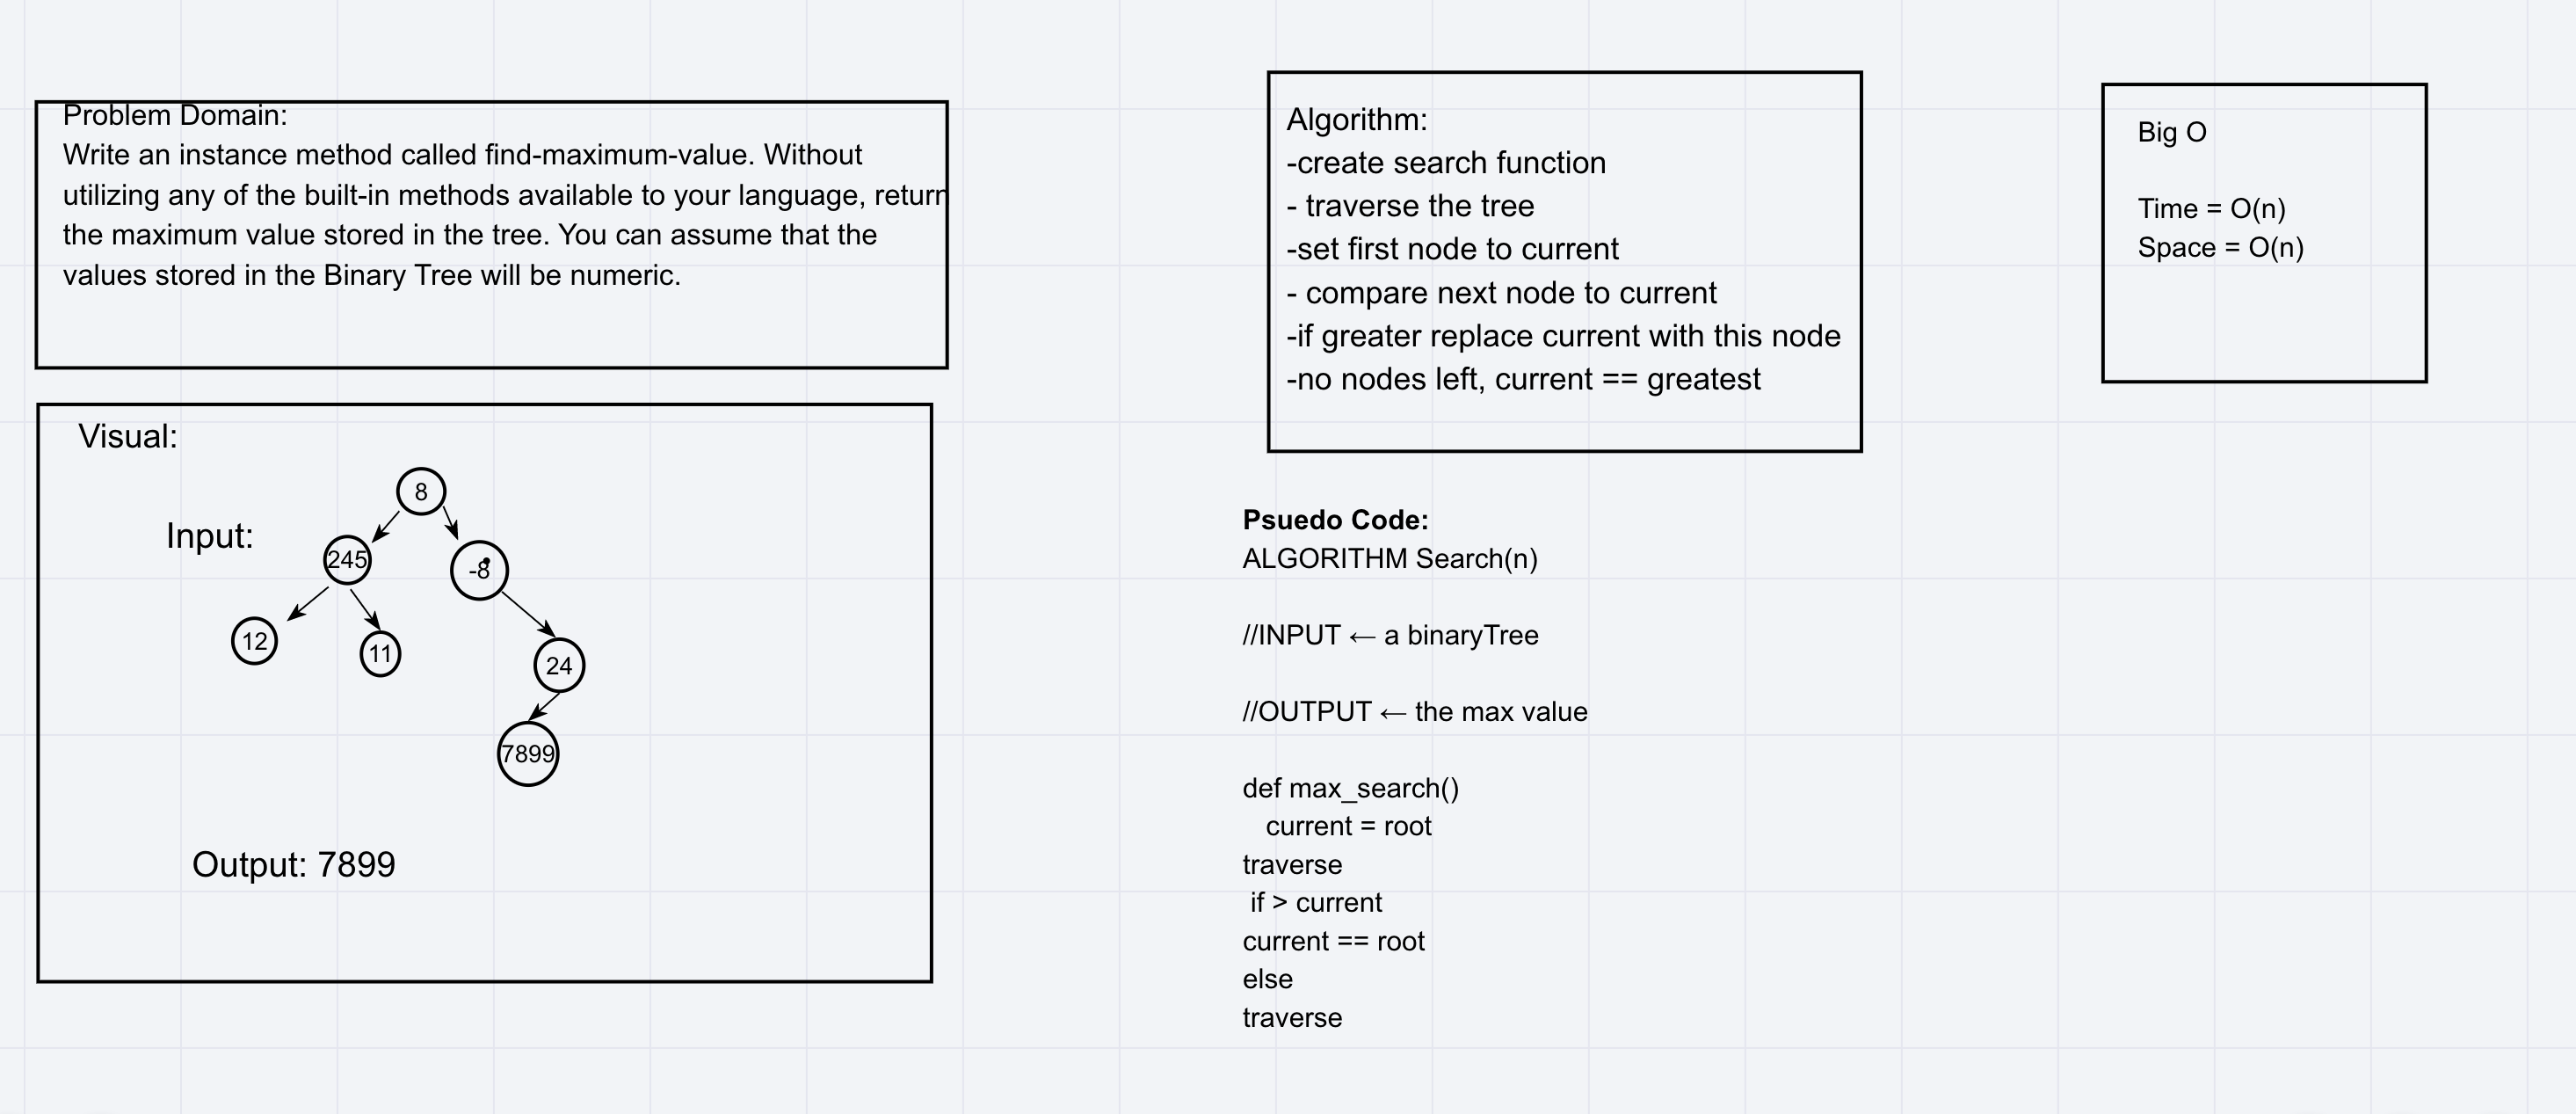 Problem Domain:
Write an instance method called find-maximum-value. Without
utilizing any of the built-in methods available to your language, return
the maximum value stored in the tree. You can assume that the
values stored in the Binary Tree will be numeric.
Visual:
Input:
8
245
-8
12
11
24
7899
Output: 7899
Algorithm:
-create search function
- traverse the tree
-set first node to current
- compare next node to current
-if greater replace current with this node
-no nodes left, current == greatest
Psuedo Code:
ALGORITHM Search(n)
//INPUT ← a binaryTree
//OUTPUT ← the max value
def max_search()
current = root
traverse
if > current
current == root
else
traverse
Big O
Time = O(n)
Space = O(n)